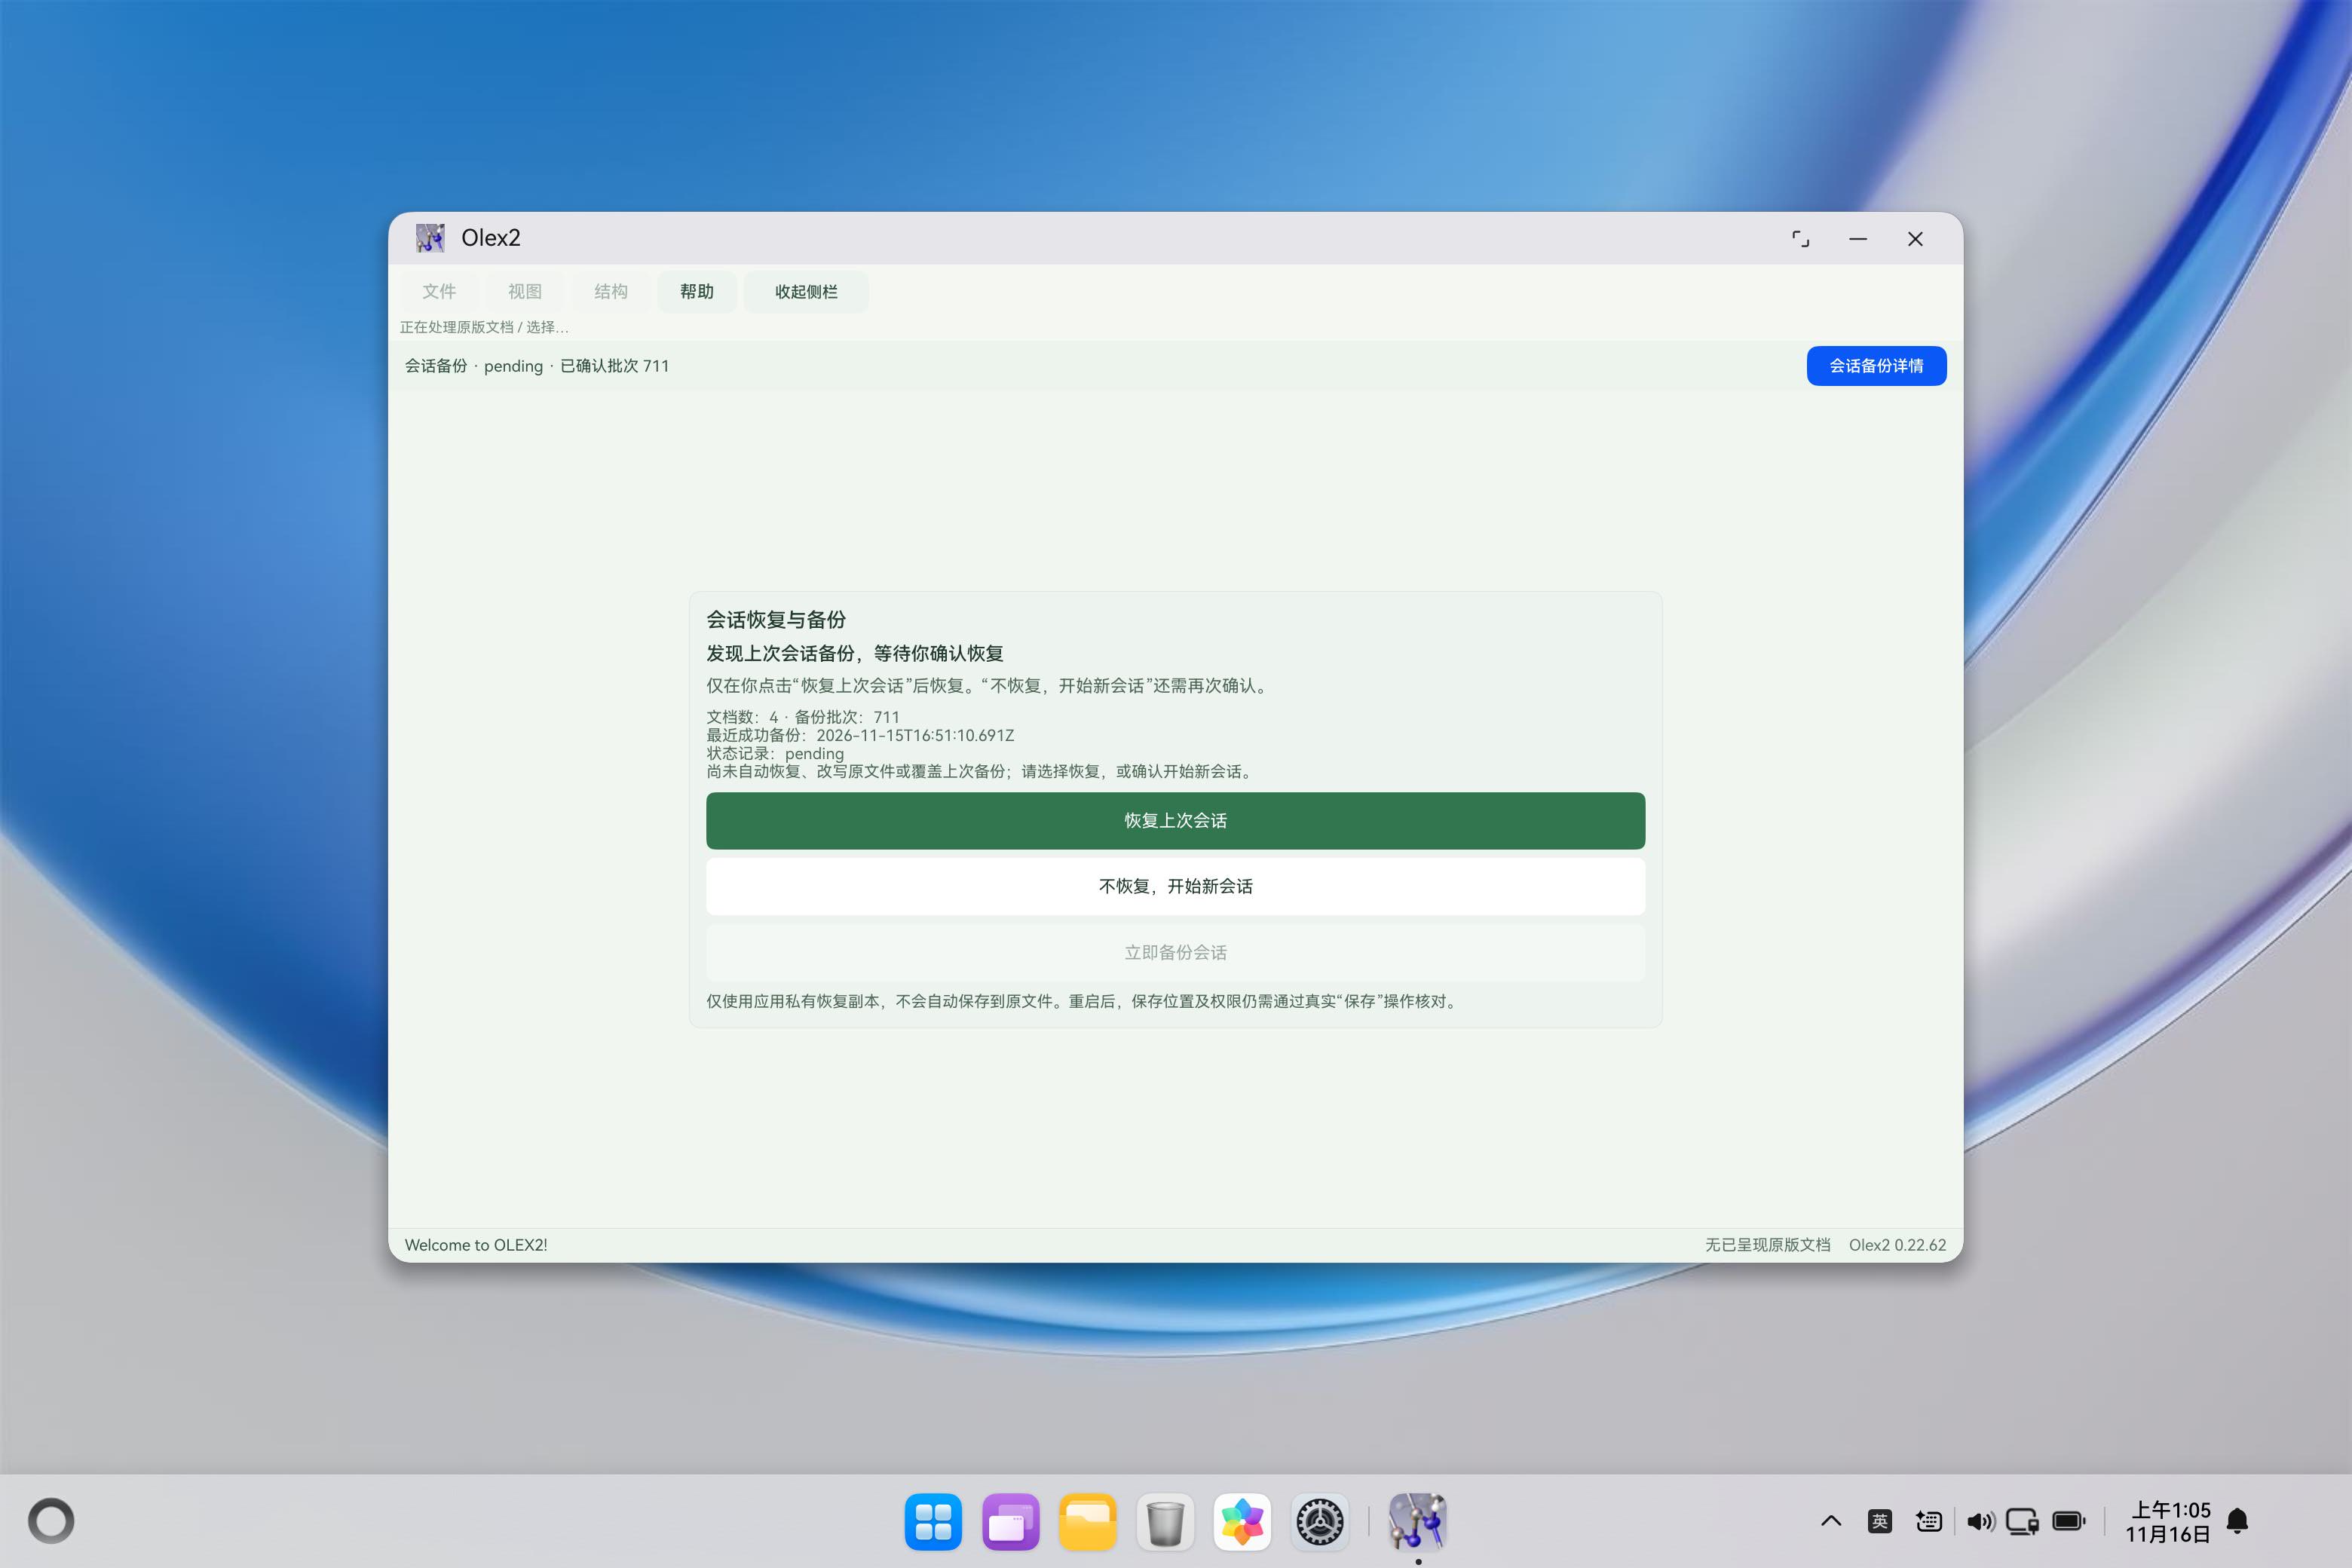 Olex2
文件 视图 结构 帮助 收起侧栏
正在处理原版文档 / 选择...
会话备份 · pending · 已确认批次 711 会话备份详情
会话恢复与备份
发现上次会话备份，等待你确认恢复
仅在你点击“恢复上次会话”后恢复。“不恢复，开始新会话”还需再次确认。
文档数：4 · 备份批次：711
最近成功备份：2026-11-15T16:51:10.691Z
状态记录：pending
尚未自动恢复、改写原文件或覆盖上次备份；请选择恢复，或确认开始新会话。
恢复上次会话
不恢复，开始新会话
立即备份会话
仅使用应用私有恢复副本，不会自动保存到原文件。重启后，保存位置及权限仍需通过真实“保存”操作核对。
Welcome to OLEX2! 无已呈现原版文档 Olex2 0.22.62
英
上午1:05
11月16日